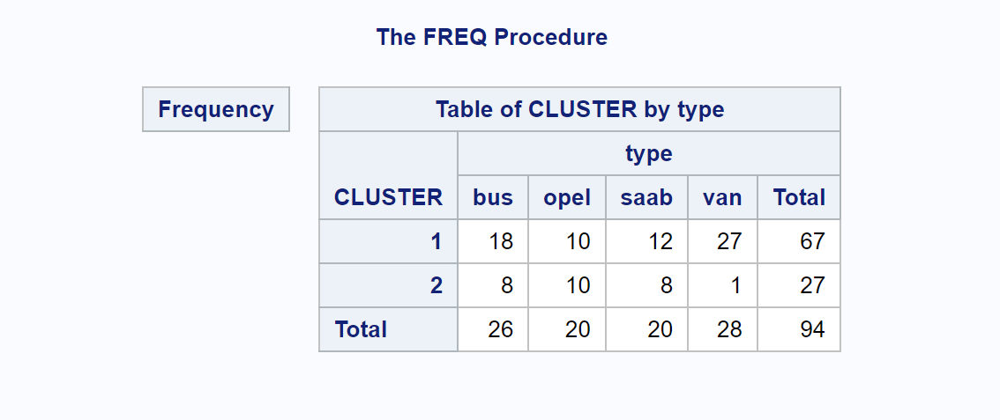 The FREQ Procedure
Frequency
Table of CLUSTER by type
type
CLUSTER bus opel saab van Total
1 18 10 12 27 67
2 8 10 8 1 27
Total 26 20 20 28 94